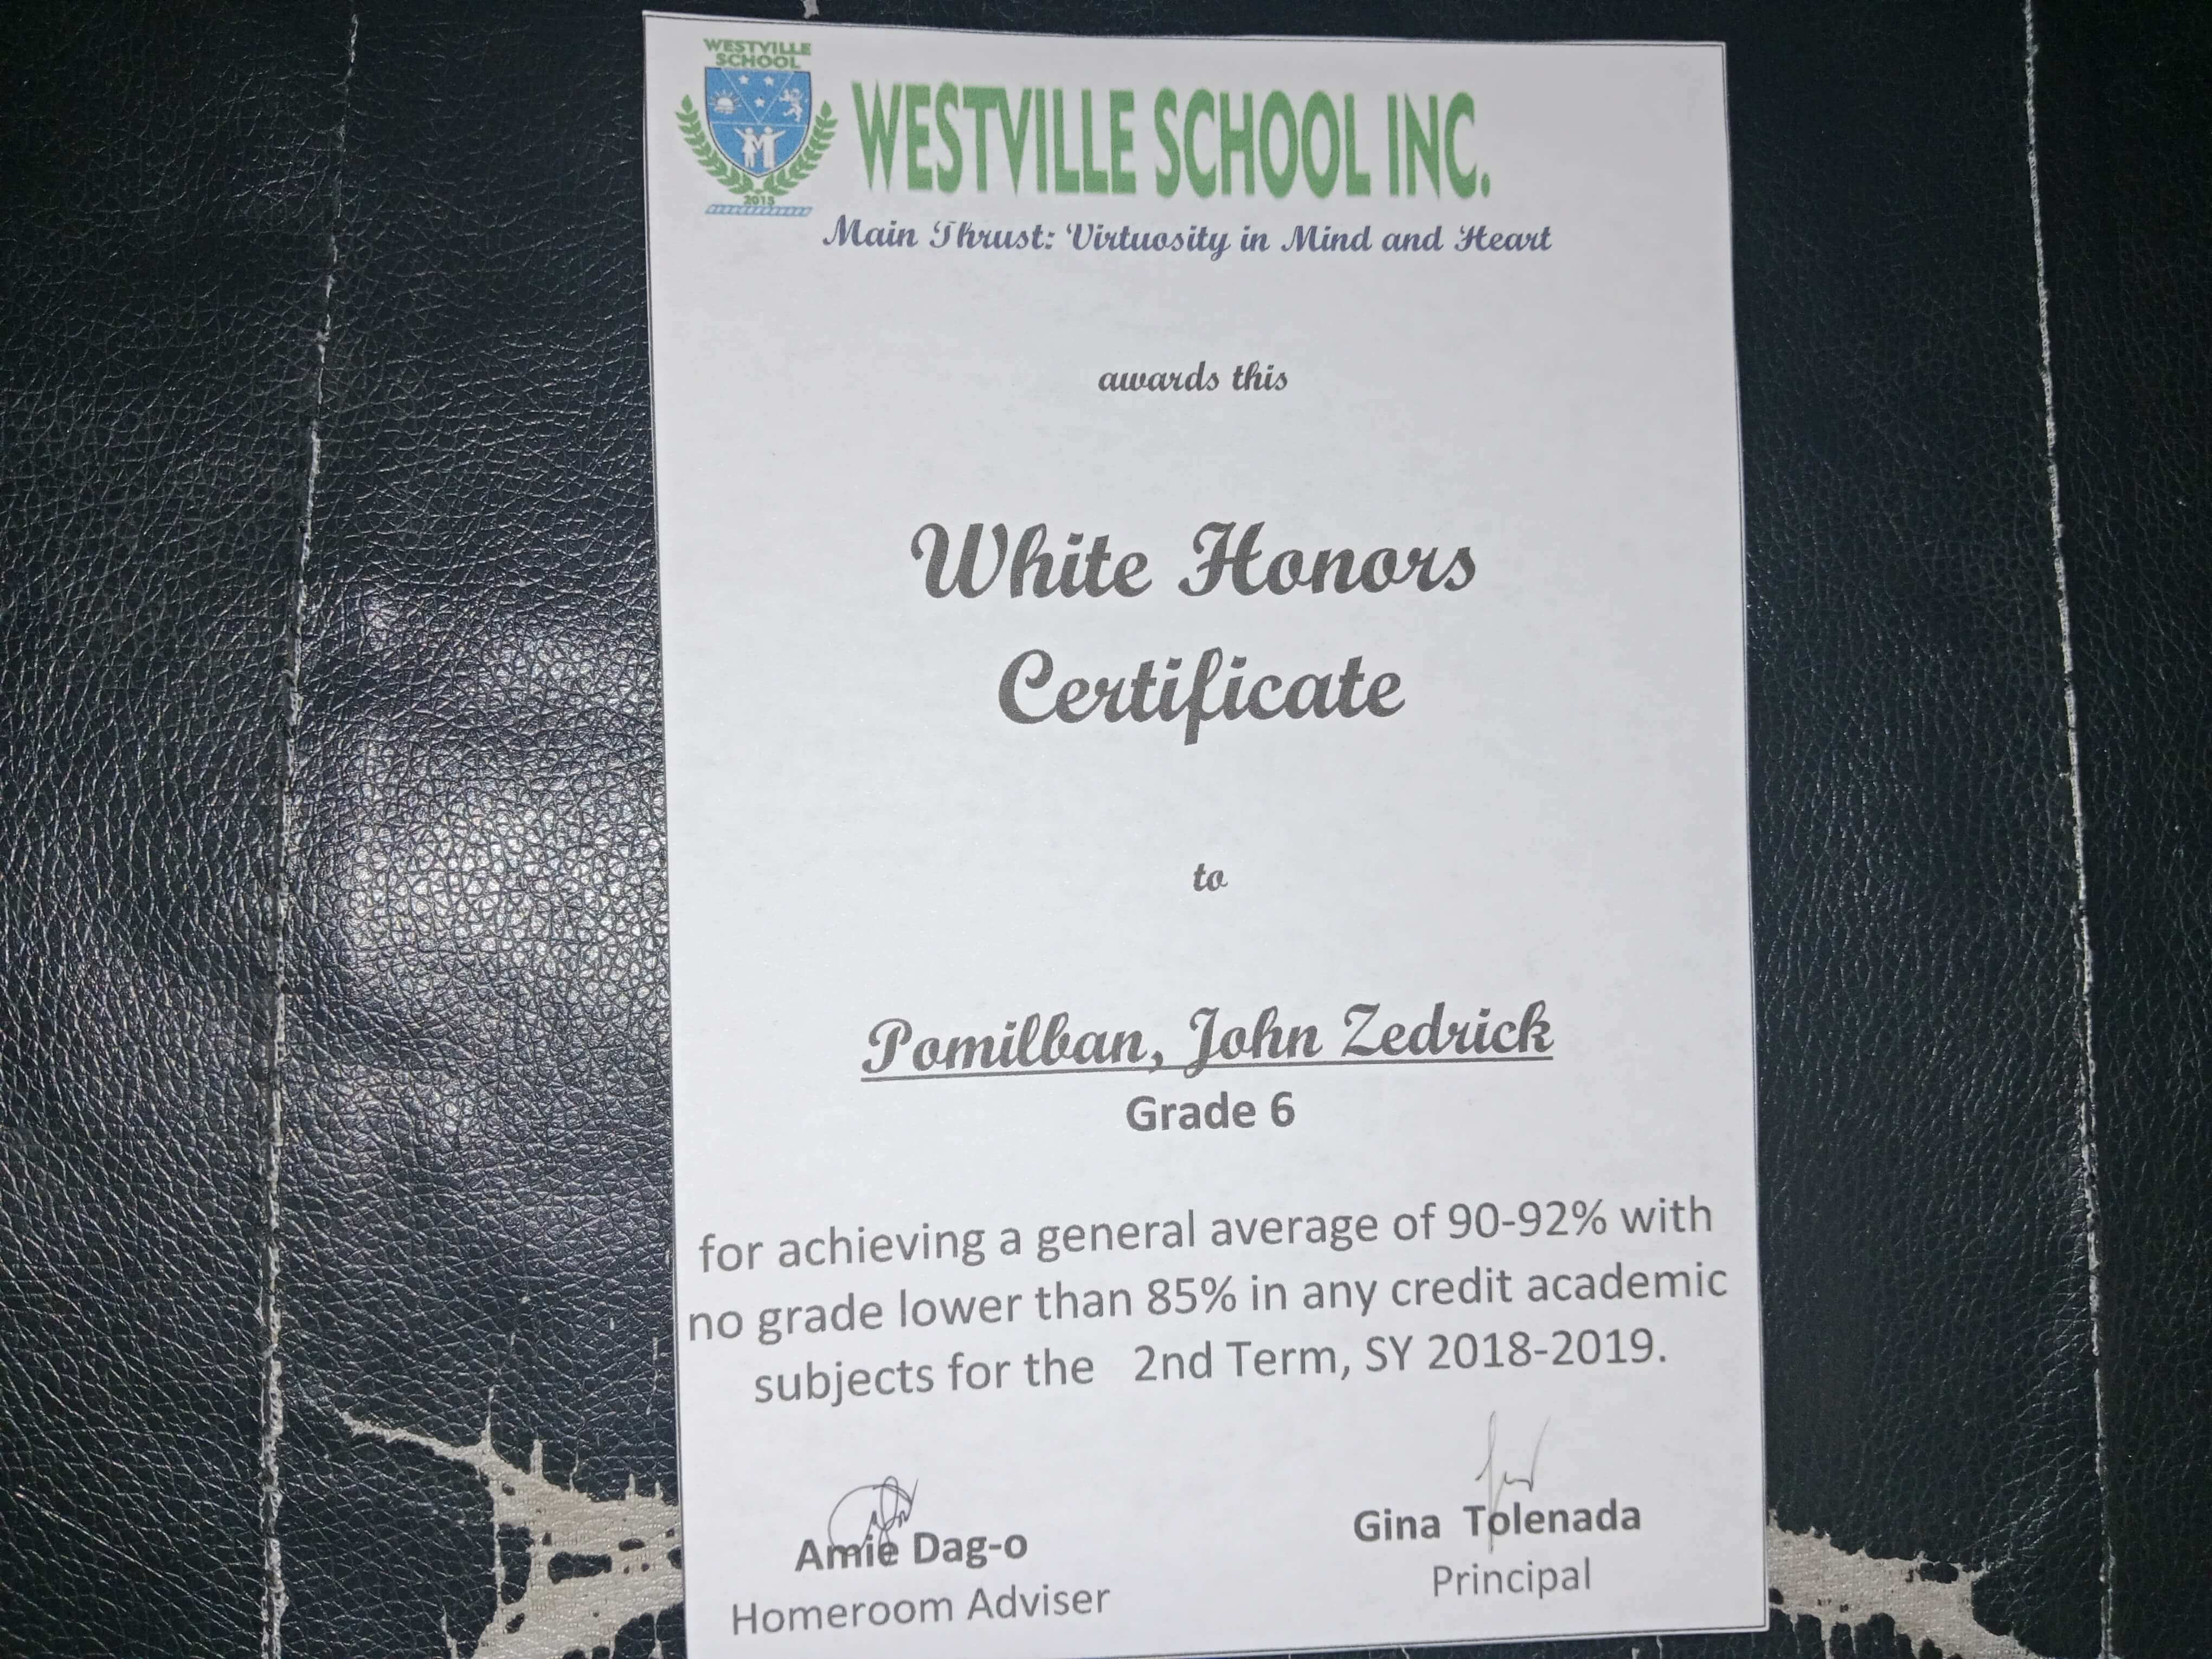 WESTVILLE
SCHOOL
2015
WESTVILLE SCHOOL INC.
Main Thrust: Virtuosity in Mind and Heart
awards this
White Honors
Certificate
to
Pomilban, John Zedrick
Grade 6
for achieving a general average of 90-92% with
no grade lower than 85% in any credit academic
subjects for the 2nd Term, SY 2018-2019.
Amie Dag-o
Homeroom Adviser
Gina Tolenada
Principal